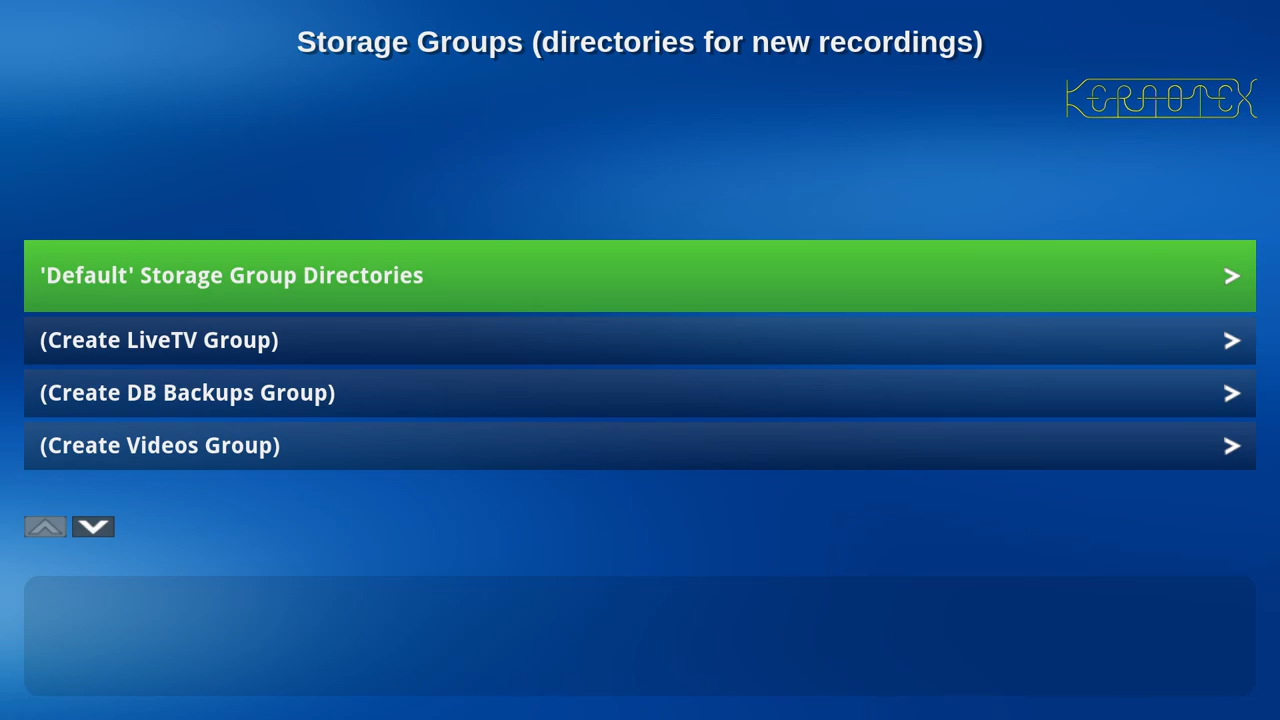 Storage Groups (directories for new recordings)
KERAOTEX
'Default' Storage Group Directories
(Create LiveTV Group)
(Create DB Backups Group)
(Create Videos Group)